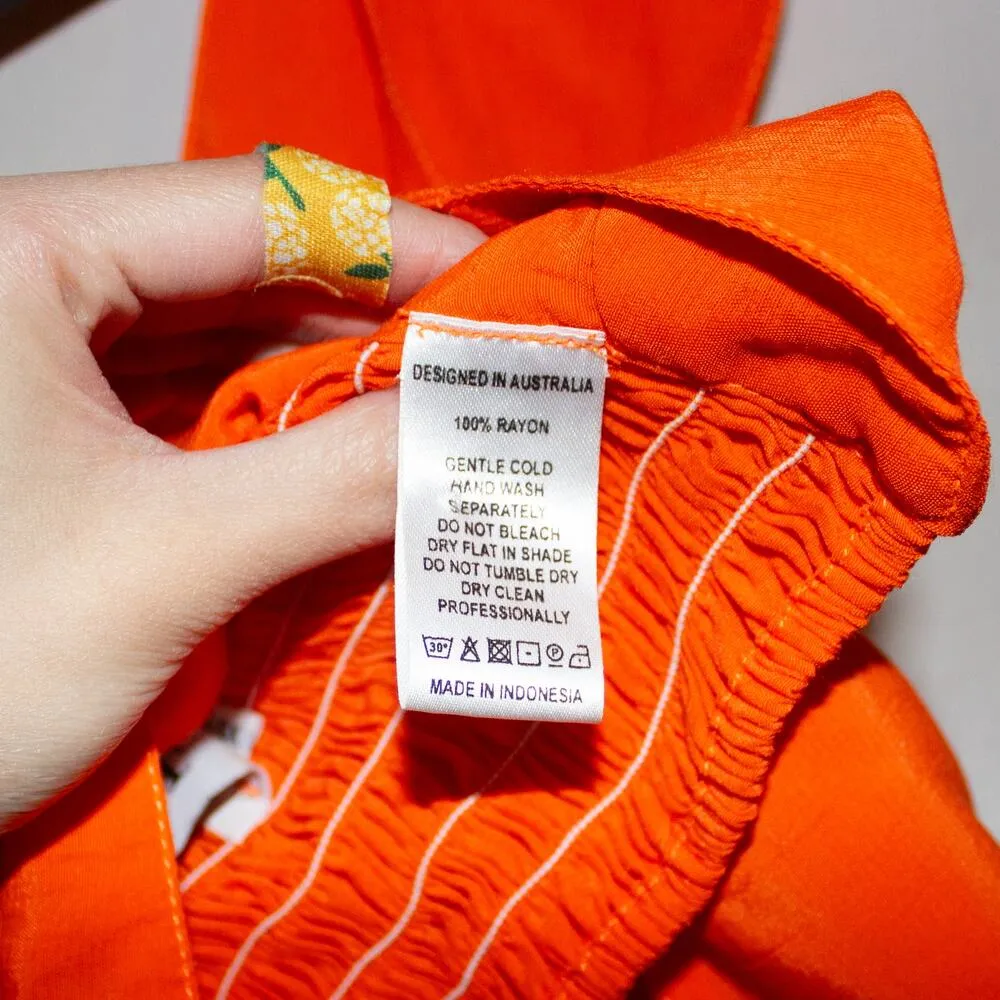 DESIGNED IN AUSTRALIA
100% RAYON
GENTLE COLD
HAND WASH
SEPARATELY
DO NOT BLEACH
DRY FLAT IN SHADE
DO NOT TUMBLE DRY
DRY CLEAN
PROFESSIONALLY
30° P
MADE IN INDONESIA